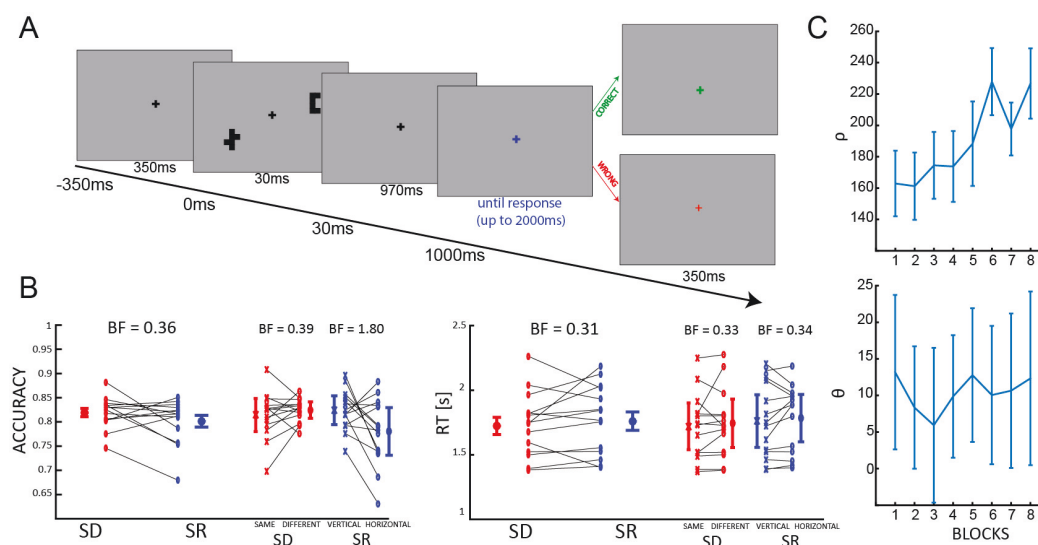 A
350ms
30ms
970ms
until response
(up to 2000ms)
CORRECT
WRONG
350ms
-350ms
0ms
30ms
1000ms
B
ACCURACY
1
0.95
0.9
0.85
0.8
0.75
0.7
0.65
BF = 0.36
BF = 0.39
BF = 1.80
SD
SR
SAME
DIFFERENT
VERTICAL
HORIZONTAL
SD
SR
RT [s]
2.5
2
1.5
1
BF = 0.31
BF = 0.33
BF = 0.34
SD
SR
SAME
DIFFERENT
VERTICAL
HORIZONTAL
SD
SR
C
ρ
260
240
220
200
180
160
140
1 2 3 4 5 6 7 8
θ
25
20
15
10
5
0
1 2 3 4 5 6 7 8
BLOCKS